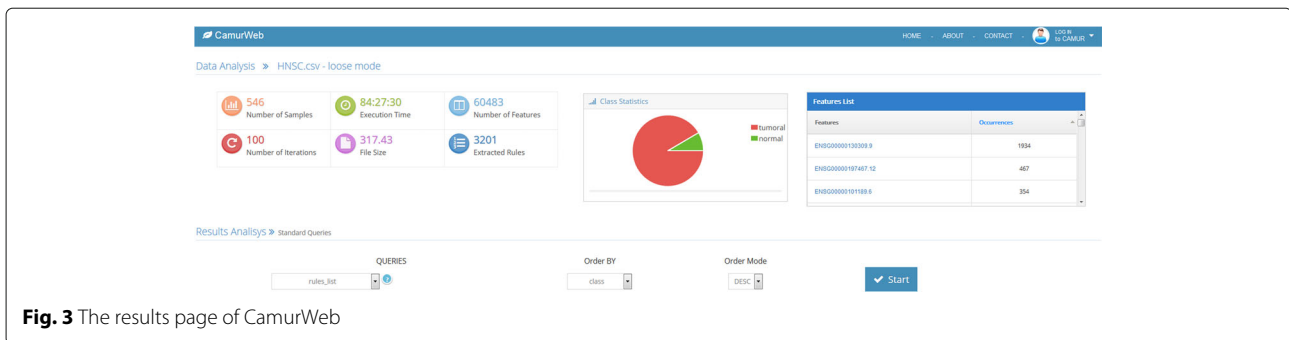 CamurWeb
HOME - ABOUT - CONTACT -
LOG IN
to CAMUR
Data Analysis » HNSC.csv - loose mode
546
Number of Samples
84:27:30
Execution Time
60483
Number of Features
100
Number of Iterations
317.43
File Size
3201
Extracted Rules
Class Statistics
tumoral
normal
Features List
Features Occurrences
ENSG00000130309.9 1934
ENSG00000187467.12 467
ENSG00000101189.6 354
Results Analisys » Standard Queries
QUERIES Order BY Order Mode
rules_list class DESC Start
Fig. 3 The results page of CamurWeb